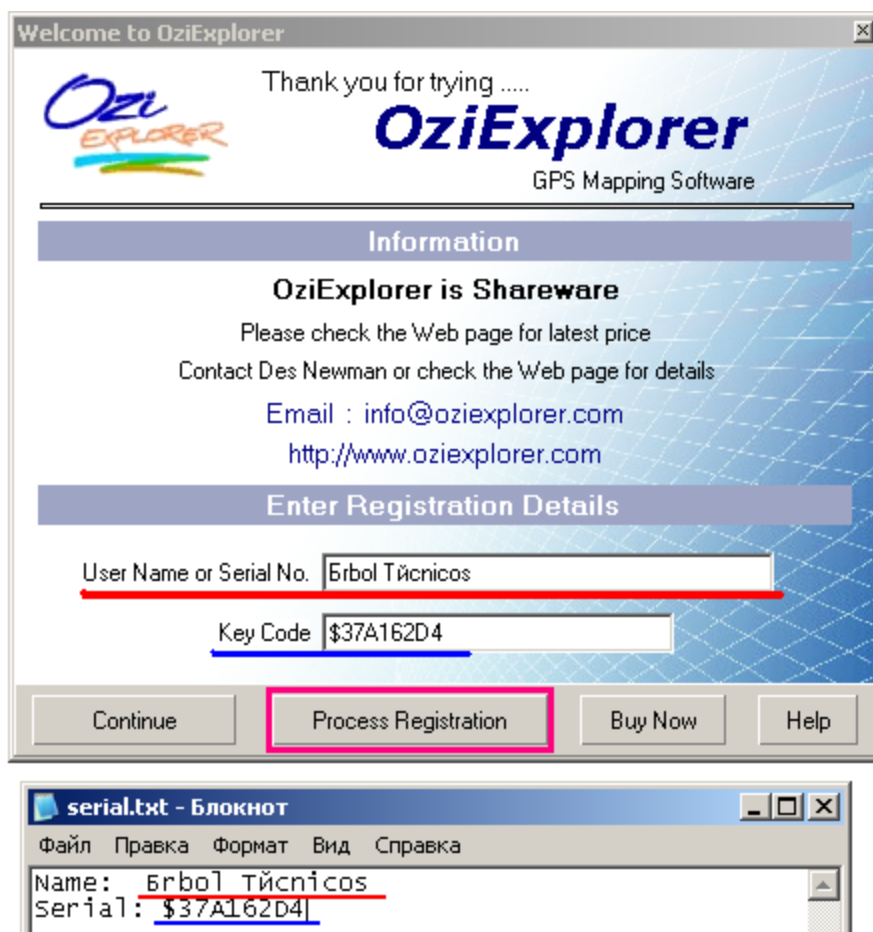 Welcome to OziExplorer
Ozi
EXPLORER
Thank you for trying .....
OziExplorer
GPS Mapping Software
Information
OziExplorer is Shareware
Please check the Web page for latest price
Contact Des Newman or check the Web page for details
Email : info@oziexplorer.com
http://www.oziexplorer.com
Enter Registration Details
User Name or Serial No. Бrbol Tйcnicos
Key Code $37A162D4
Continue Process Registration Buy Now Help
serial.txt - Блокнот
Файл Правка Формат Вид Справка
Name: Бrbol Tйcnicos
Serial: $37A162D4